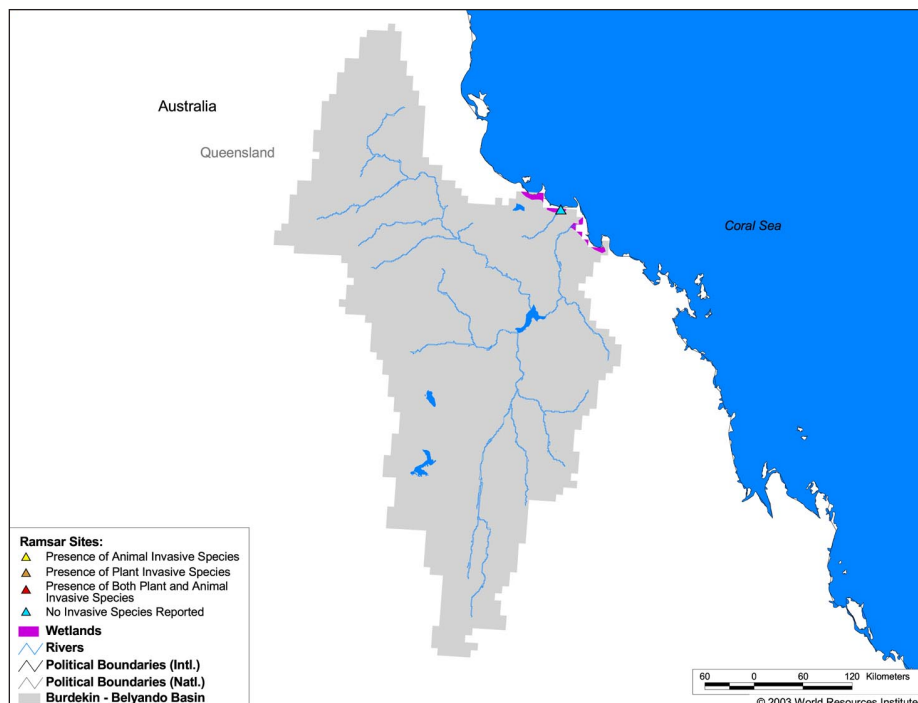 Australia
Queensland
Coral Sea
Ramsar Sites:
Presence of Animal Invasive Species
Presence of Plant Invasive Species
Presence of Both Plant and Animal
Invasive Species
No Invasive Species Reported
Wetlands
Rivers
Political Boundaries (Intl.)
Political Boundaries (Natl.)
Burdekin - Belyando Basin
60 0 60 120 Kilometers
© 2003 World Resources Institute